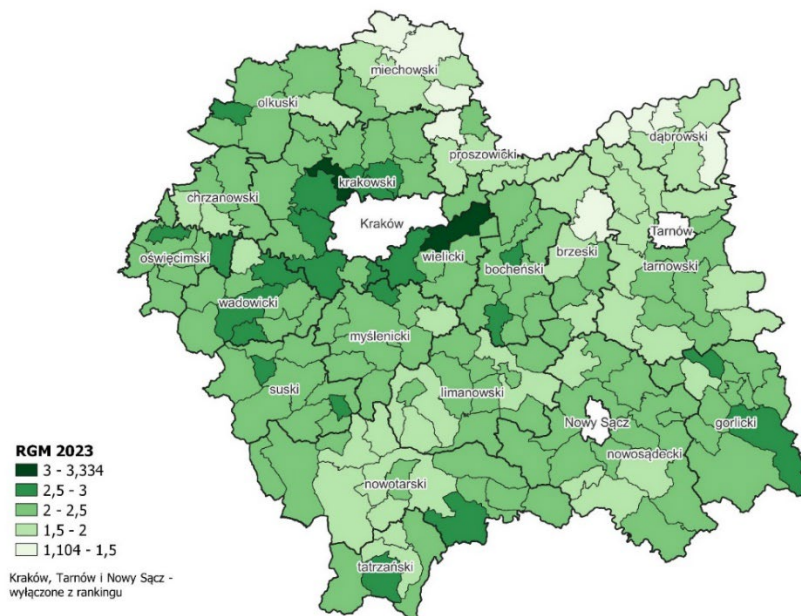 miechowski
olkuski
dąbrowski
proszowicki
krakowski
chrzanowski
Kraków
Tarnów
oświęcimski
wielicki
bocheński
brzeski
tarnowski
wadowicki
myślenicki
suski
limanowski
Nowy Sącz
gorlicki
nowosądecki
nowotarski
tatrzański
RGM 2023
3 - 3,334
2,5 - 3
2 - 2,5
1,5 - 2
1,104 - 1,5
Kraków, Tarnów i Nowy Sącz -
wyłączone z rankingu